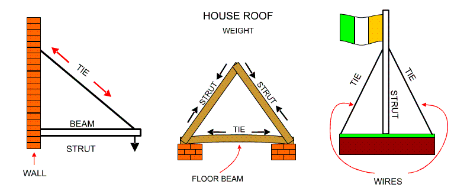 TIE
BEAM
STRUT
WALL
HOUSE ROOF
WEIGHT
STRUT
STRUT
TIE
FLOOR BEAM
TIE
TIE
STRUT
WIRES